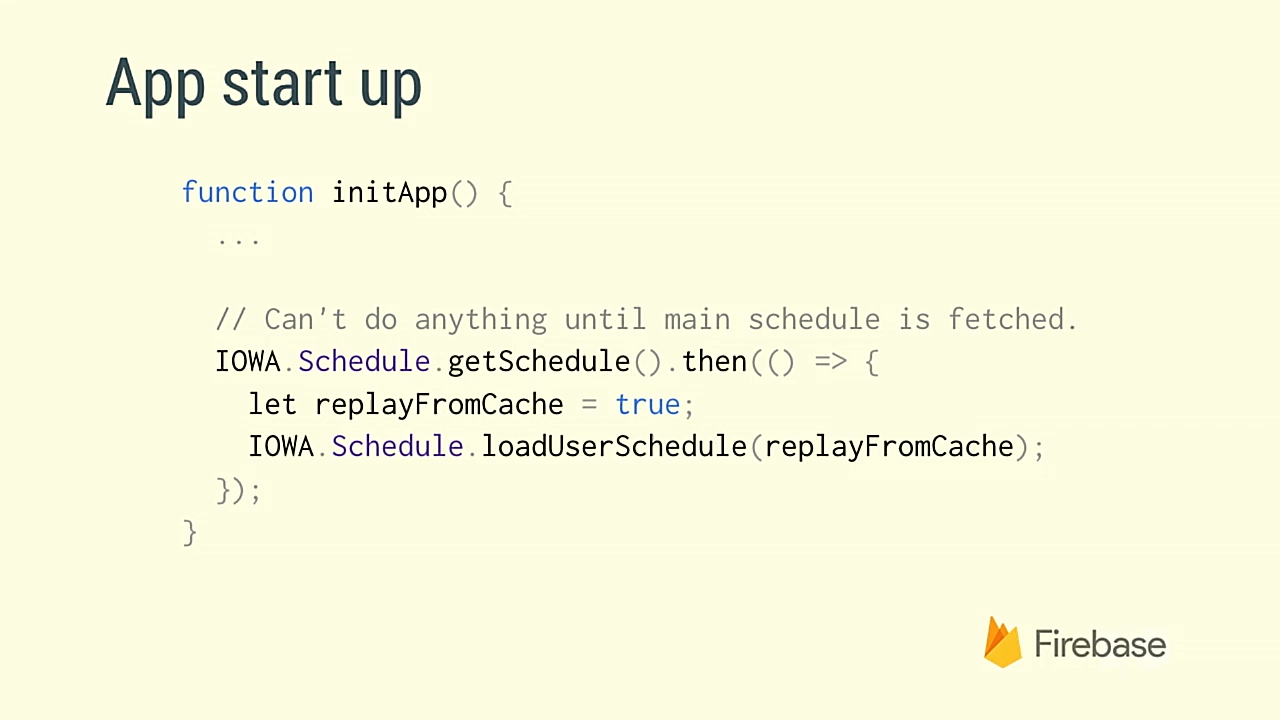 App start up
function initApp() {
...
// Can't do anything until main schedule is fetched.
IOWA.Schedule.getSchedule().then(() => {
let replayFromCache = true;
IOWA.Schedule.loadUserSchedule(replayFromCache);
});
}
Firebase